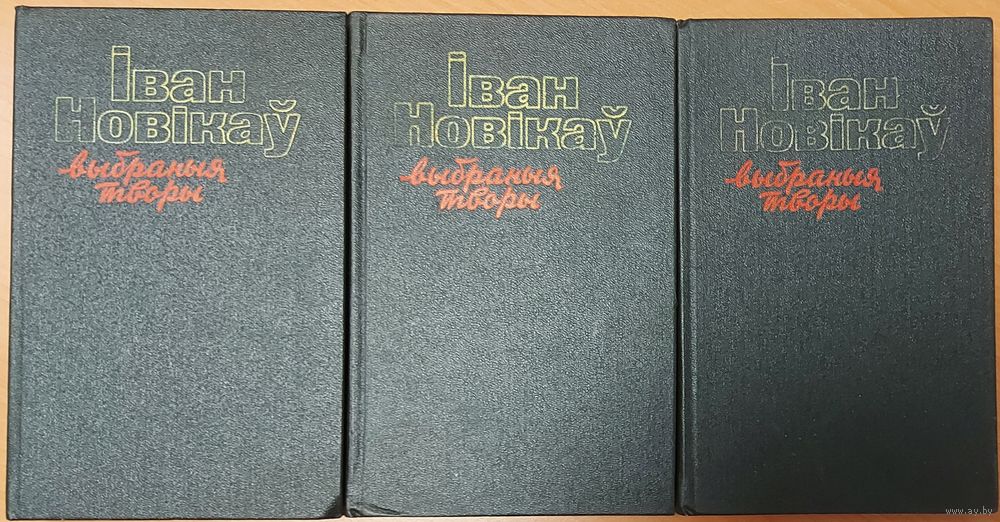 Іван
Новікаў
выбраныя
творы
Іван
Новікаў
выбраныя
творы
Іван
Новікаў
выбраныя
творы
www.ay.by